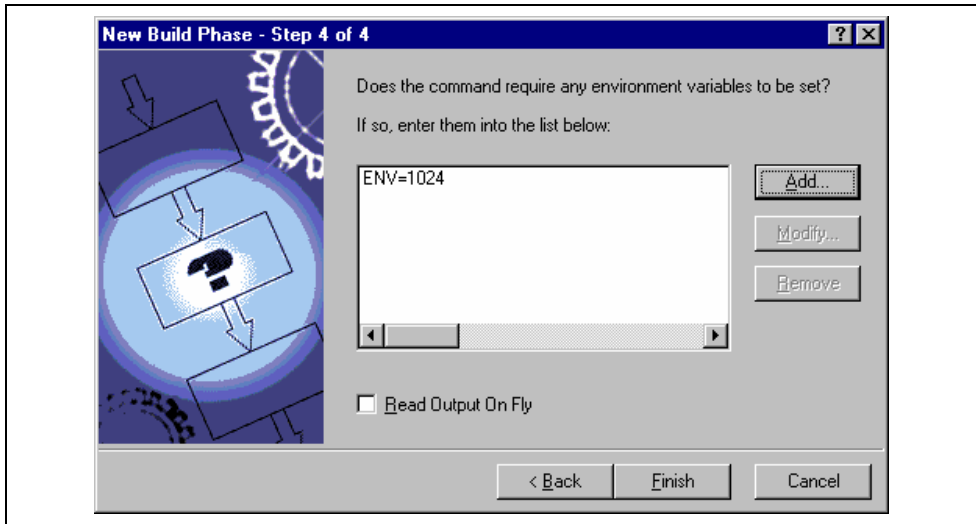 New Build Phase - Step 4 of 4
Does the command require any environment variables to be set?
If so, enter them into the list below:
ENV=1024
Add...
Modify...
Remove
Read Output On Fly
< Back
Finish
Cancel